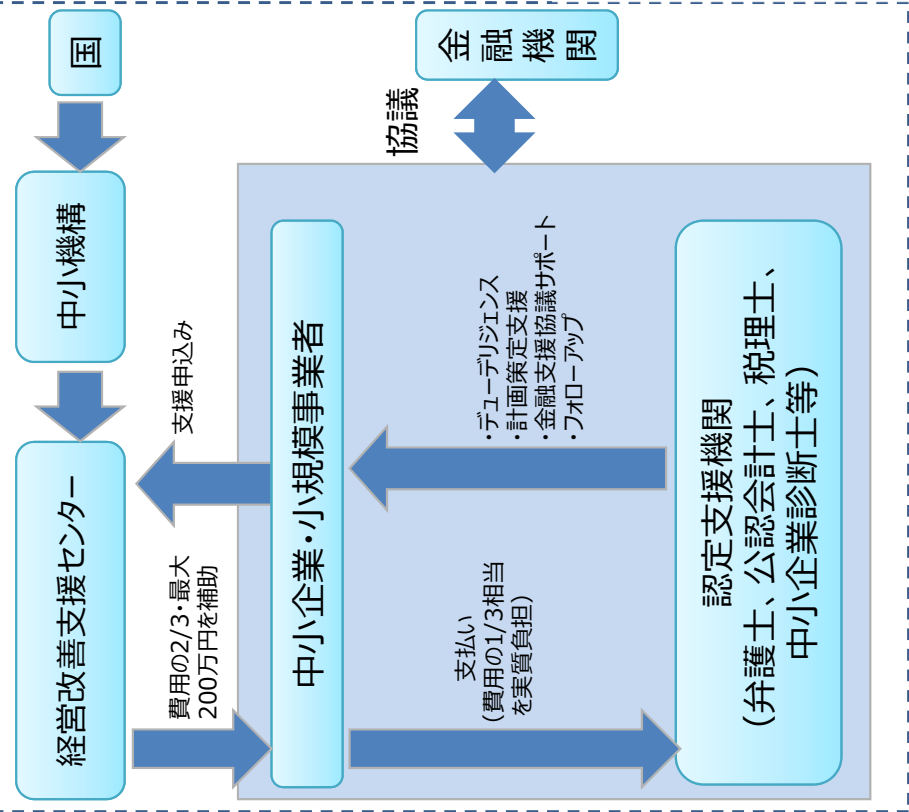 国
中小機構
経営改善支援センター
金融機
関
協議
支援申込み
費用の2/3・最大
200万円を補助
中小企業・小規模事業者
・デューデリジェンス
・計画策定支援
・金融支援協議サポート
・フォローアップ
支払い
（費用の1/3相当
を実質負担）
認定支援機関
（弁護士、公認会計士、税理士、
中小企業診断士等）